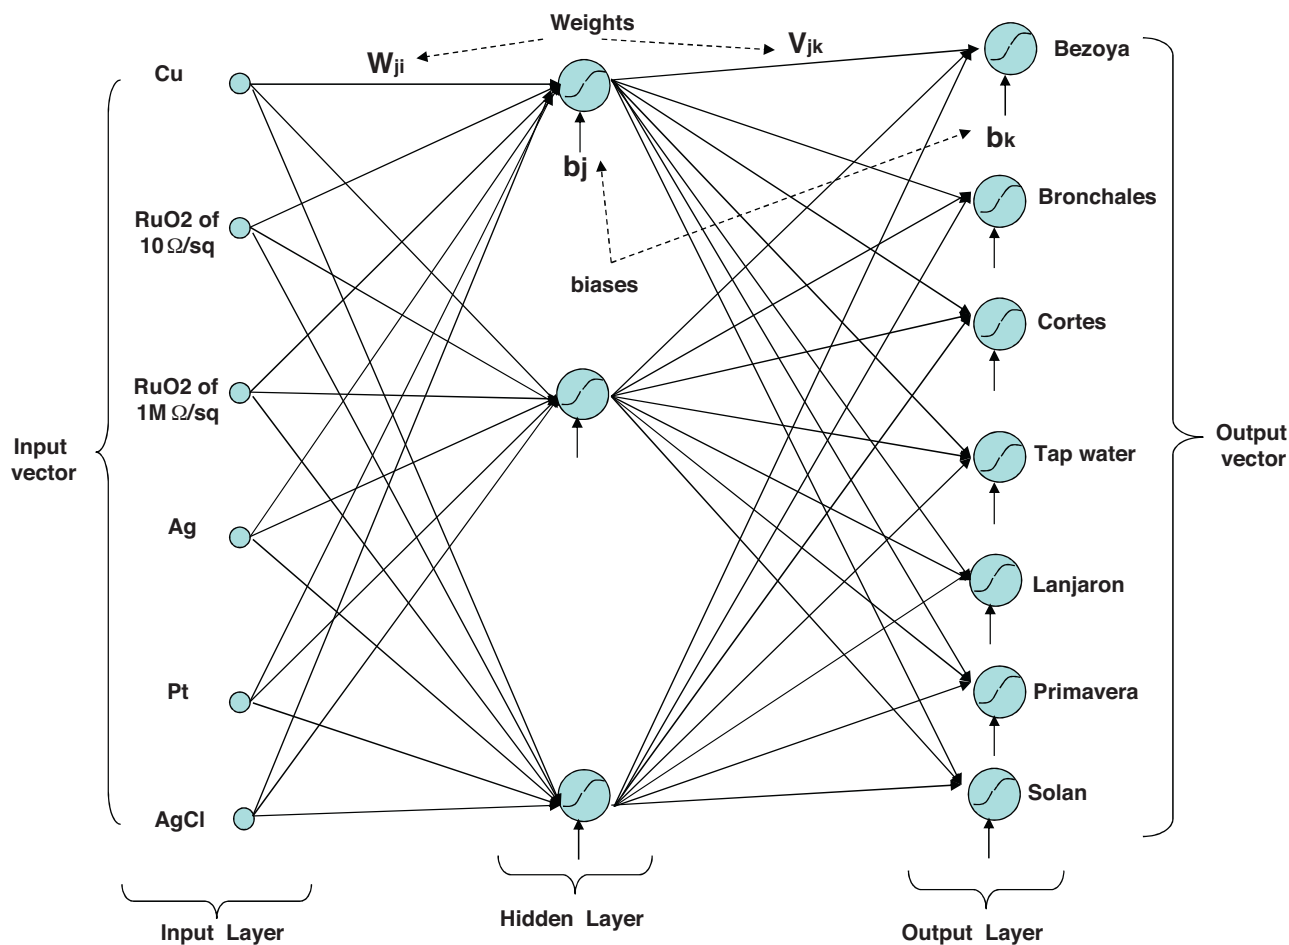 Weights
Wji
Vjk
Bezoya
Cu
bj
bk
RuO2 of
10 Ω/sq
Bronchales
biases
Cortes
RuO2 of
1M Ω/sq
Input
vector
Tap water
Output
vector
Ag
Lanjaron
Pt
Primavera
AgCl
Solan
Input Layer
Hidden Layer
Output Layer